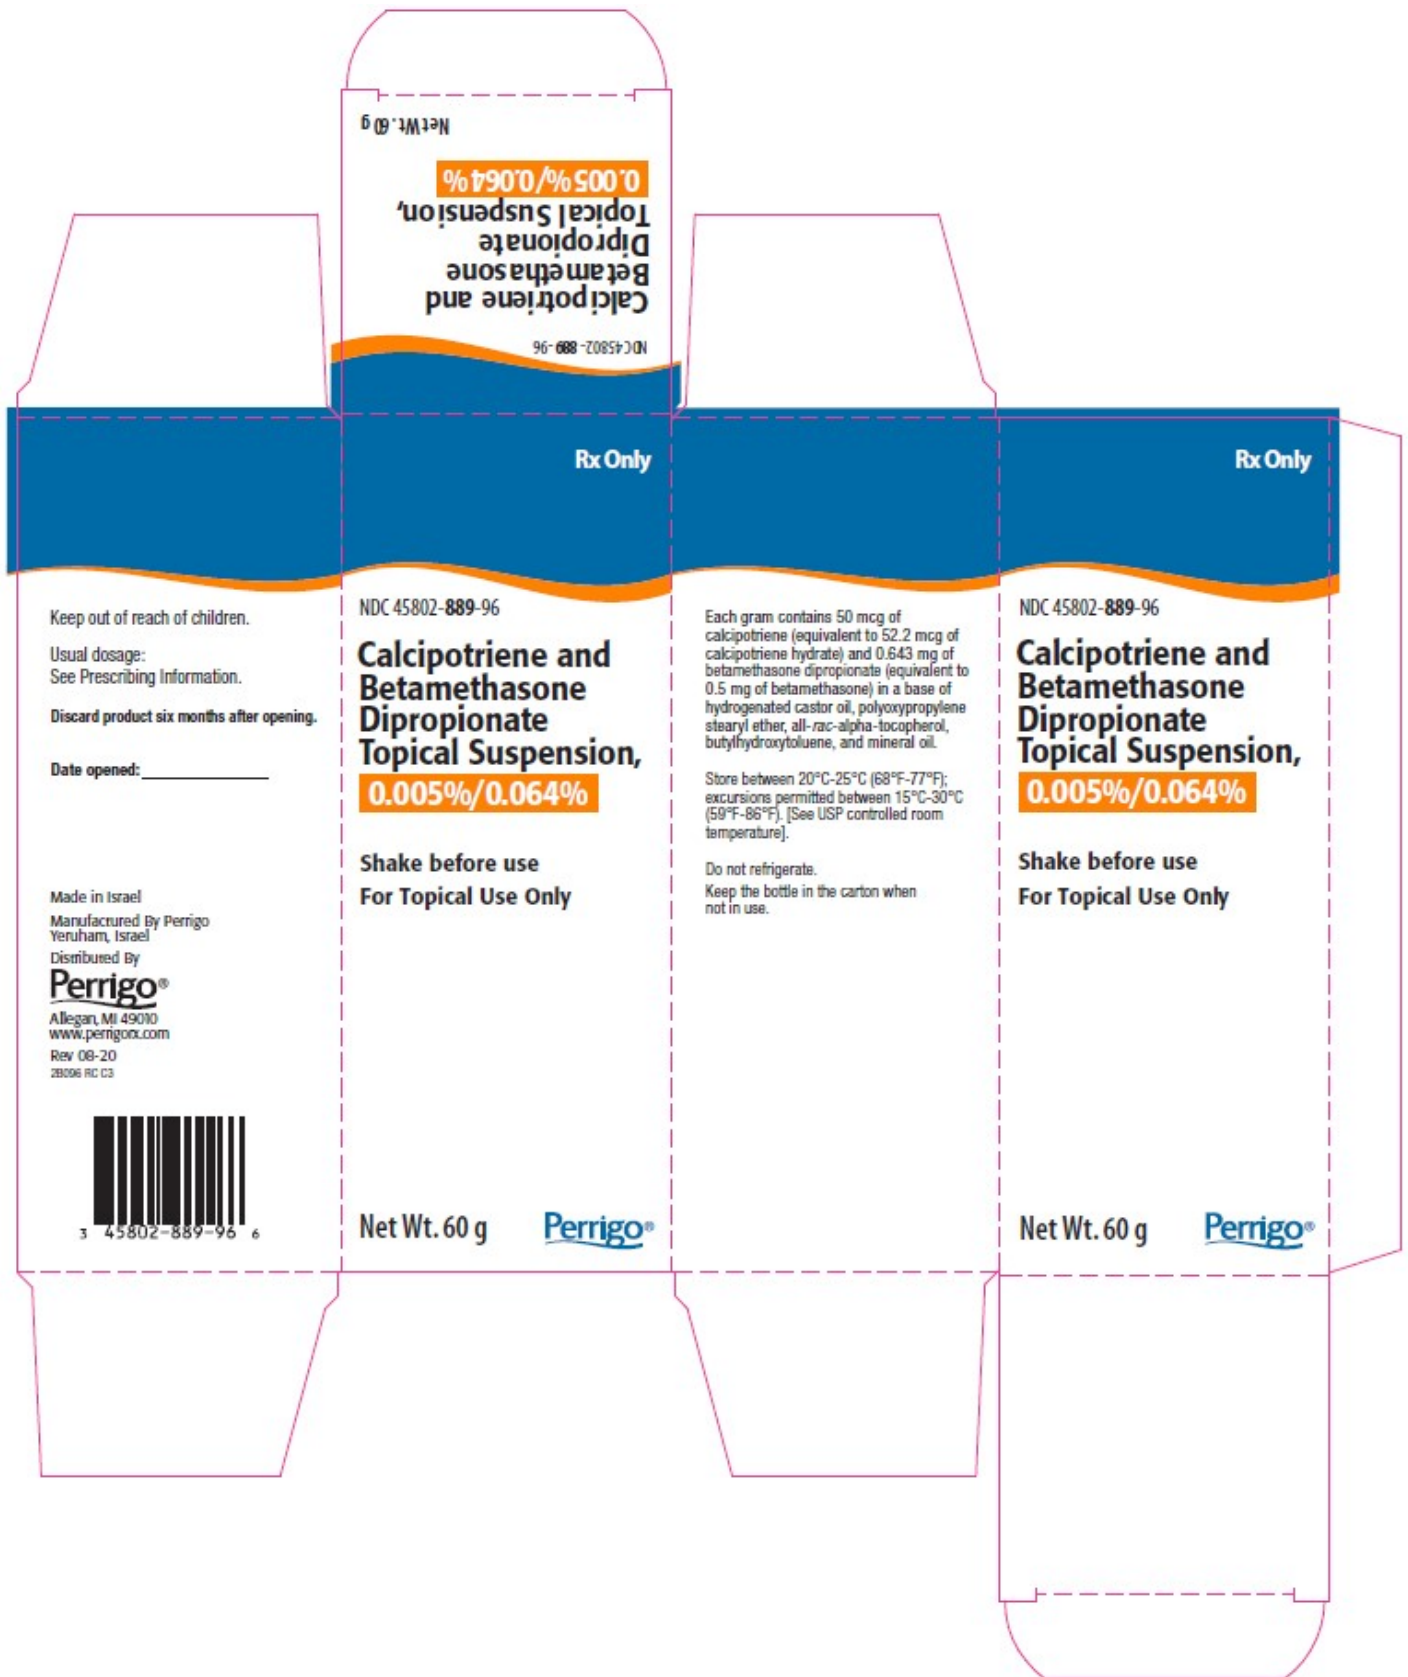 Net Wt. 60 g
0.005%/0.064%
Topical Suspension,
Dipropionate
Betamethasone
Calcipotriene and
NDC 45802-889-96
Rx Only
Rx Only
Keep out of reach of children.
Usual dosage:
See Prescribing Information.
Discard product six months after opening.
Date opened:
Made in Israel
Manufactured By Perrigo
Yeruham, Israel
Distributed By
Perrigo®
Allegan, MI 49010
www.perrigorx.com
Rev 08-20
2B096 RC C3
3 45802-889-96 6
NDC 45802-889-96
Calcipotriene and
Betamethasone
Dipropionate
Topical Suspension,
0.005%/0.064%
Shake before use
For Topical Use Only
Net Wt. 60 g
Perrigo®
Each gram contains 50 mcg of
calcipotriene (equivalent to 52.2 mcg of
calcipotriene hydrate) and 0.643 mg of
betamethasone dipropionate (equivalent to
0.5 mg of betamethasone) in a base of
hydrogenated castor oil, polyoxypropylene
stearyl ether, all-rac-alpha-tocopherol,
butylhydroxytoluene, and mineral oil.
Store between 20°C-25°C (68°F-77°F);
excursions permitted between 15°C-30°C
(59°F-86°F). [See USP controlled room
temperature].
Do not refrigerate.
Keep the bottle in the carton when
not in use.
NDC 45802-889-96
Calcipotriene and
Betamethasone
Dipropionate
Topical Suspension,
0.005%/0.064%
Shake before use
For Topical Use Only
Net Wt. 60 g
Perrigo®